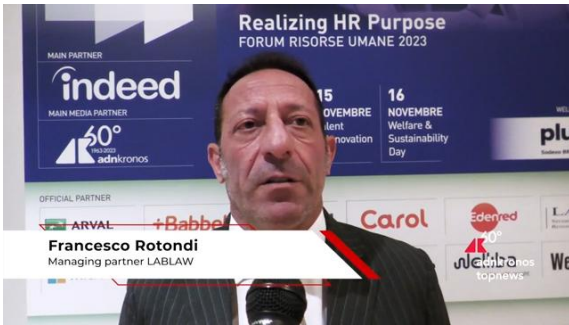 Realizing HR Purpose
FORUM RISORSE UMANE 2023
MAIN PARTNER
indeed
MAIN MEDIA PARTNER
60°
1963-2023
adnkronos
15
16
NOVEMBRE
Welfare &
Sustainability
Day
OFFICIAL PARTNER
ARVAL
+Babbel
Carol
Edenred
Francesco Rotondi
Managing partner LABLAW
60°
adnkronos
topnews